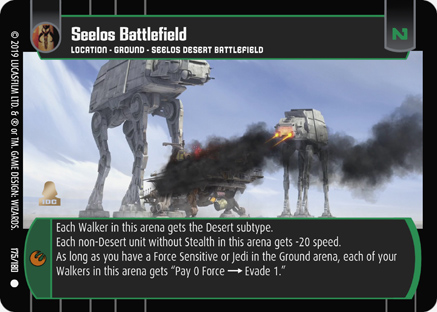 Seelos Battlefield
LOCATION • GROUND • SEELOS DESERT BATTLEFIELD
N
© 2019 LUCASFILM LTD. & ® or TM. GAME DESIGN: WIZARDS.
IDC
Each Walker in this arena gets the Desert subtype.
Each non-Desert unit without Stealth in this arena gets -20 speed.
As long as you have a Force Sensitive or Jedi in the Ground arena, each of your
Walkers in this arena gets "Pay 0 Force → Evade 1."
175/180